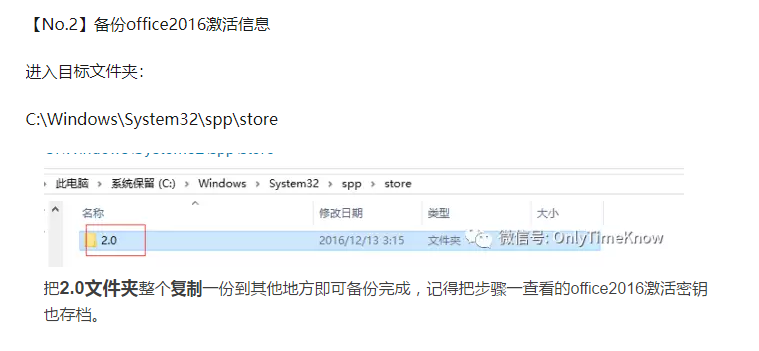 【No.2】备份office2016激活信息
进入目标文件夹：
C:\Windows\System32\spp\store
此电脑 > 系统保留 (C:) > Windows > System32 > spp > store
名称 修改日期 类型 大小
2.0 2016/12/13 3:15 文件夹 微信号: OnlyTimeKnow
把2.0文件夹整个复制一份到其他地方即可备份完成，记得把步骤一查看的office2016激活密钥
也存档。